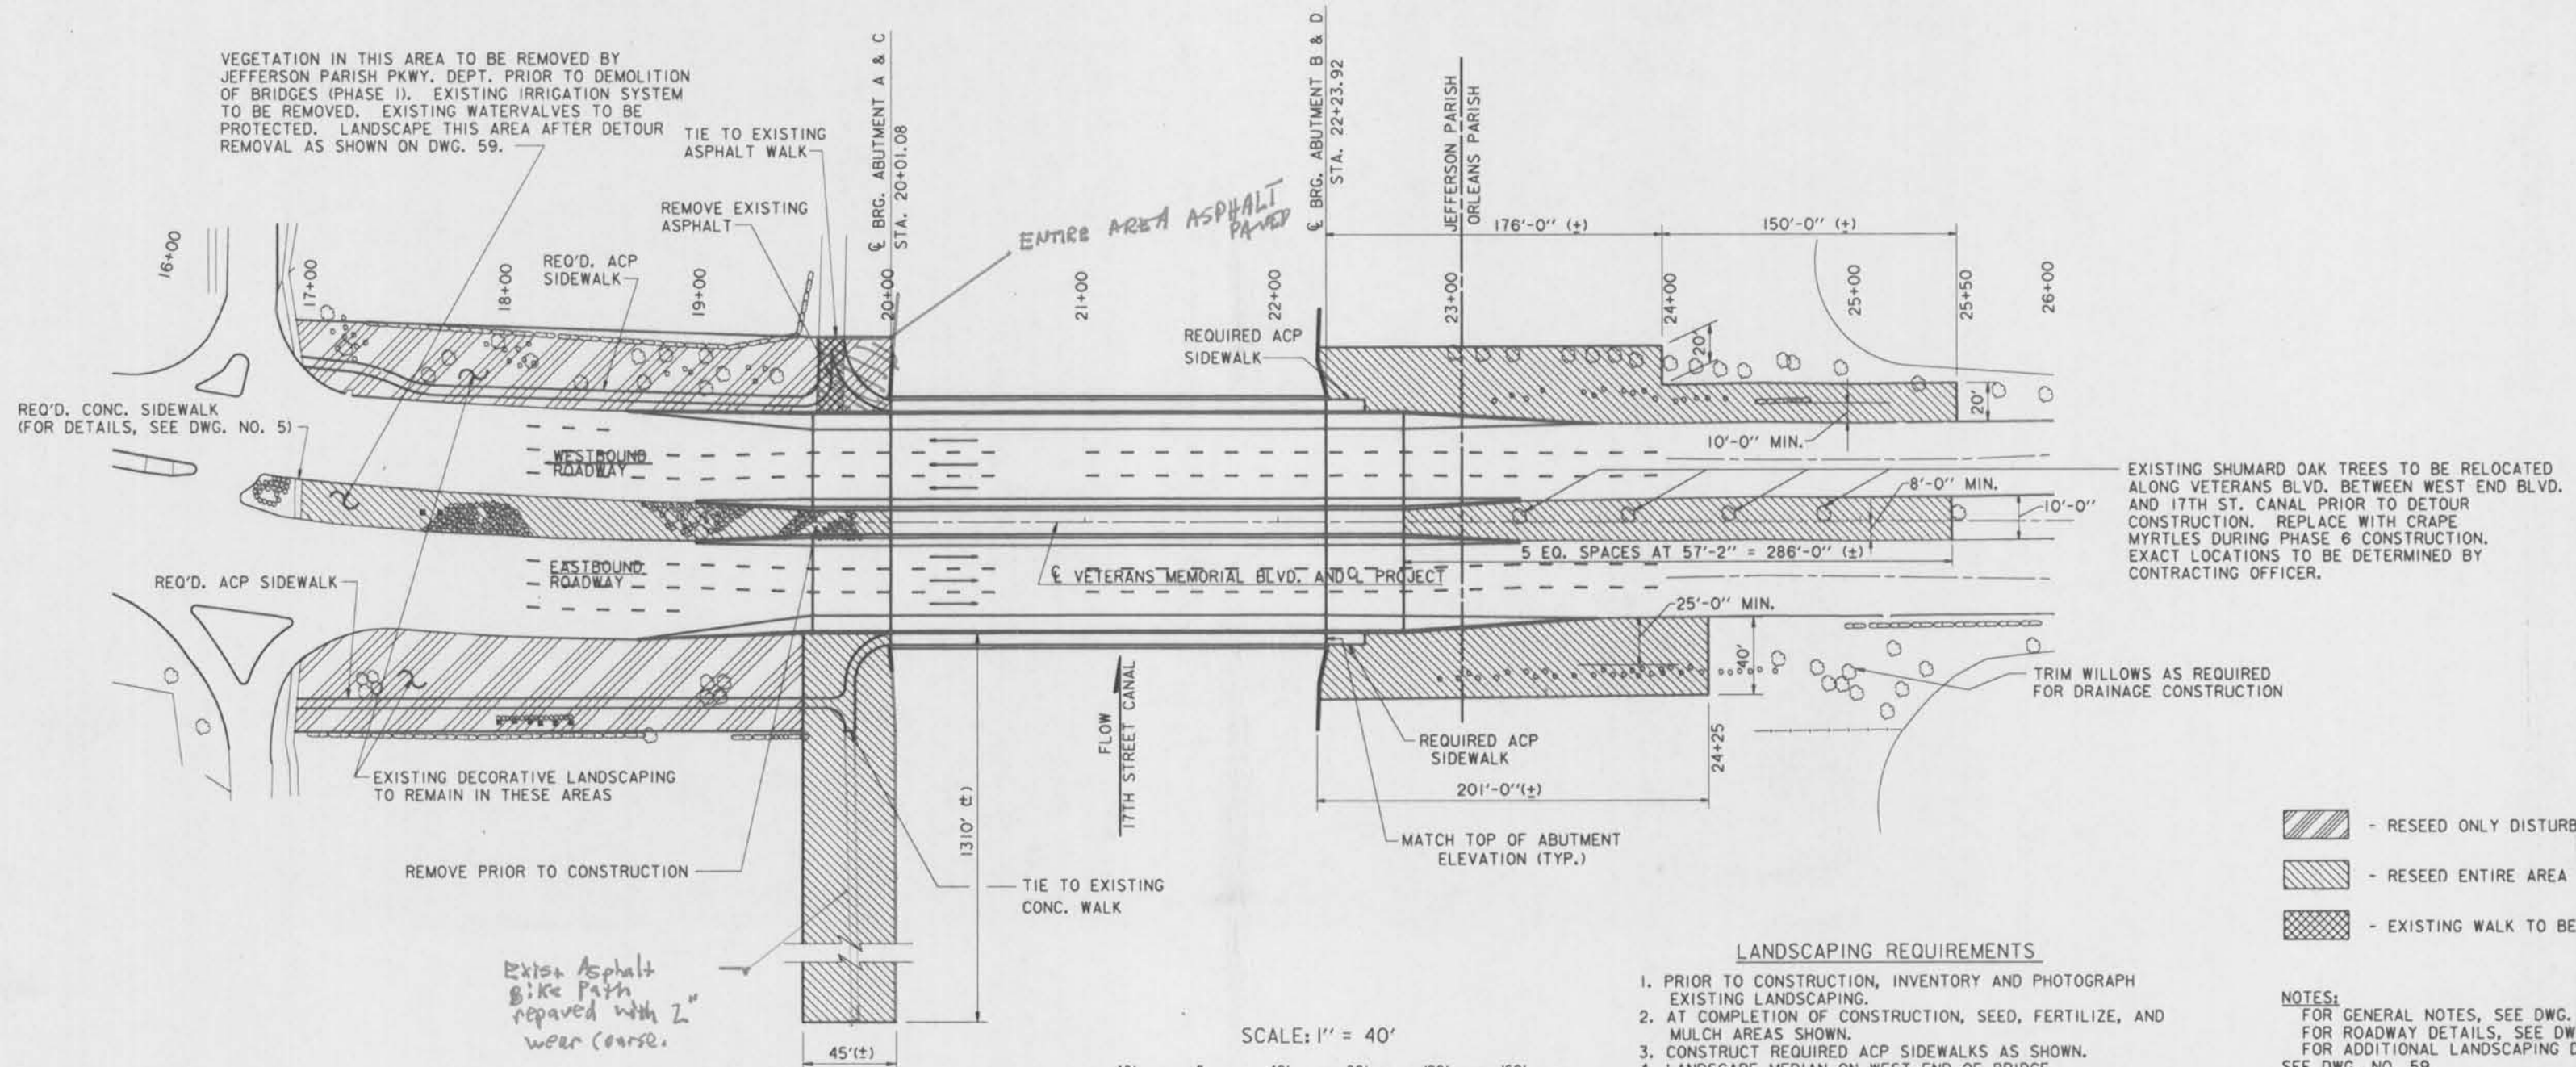 VEGETATION IN THIS AREA TO BE REMOVED BY
JEFFERSON PARISH PKWY. DEPT. PRIOR TO DEMOLITION
OF BRIDGES (PHASE I). EXISTING IRRIGATION SYSTEM
TO BE REMOVED. EXISTING WATERVALVES TO BE
PROTECTED. LANDSCAPE THIS AREA AFTER DETOUR
REMOVAL AS SHOWN ON DWG. 59.
TIE TO EXISTING
ASPHALT WALK
REMOVE EXISTING
ASPHALT
REQ'D. ACP
SIDEWALK
℄ BRG. ABUTMENT A & C
STA. 20+01.08
ENTIRE AREA ASPHALT
PAVED
℄ BRG. ABUTMENT B & D
STA. 22+23.92
JEFFERSON PARISH
ORLEANS PARISH
176'-0" (±)
150'-0" (±)
16+00
17+00
18+00
19+00
20+00
21+00
22+00
23+00
24+00
25+00
25+50
26+00
REQUIRED ACP
SIDEWALK
20'
20'
10'-0" MIN.
REQ'D. CONC. SIDEWALK
(FOR DETAILS, SEE DWG. NO. 5)
WESTBOUND
ROADWAY
8'-0" MIN.
10'-0"
EXISTING SHUMARD OAK TREES TO BE RELOCATED
ALONG VETERANS BLVD. BETWEEN WEST END BLVD.
AND 17TH ST. CANAL PRIOR TO DETOUR
CONSTRUCTION. REPLACE WITH CRAPE
MYRTLES DURING PHASE 6 CONSTRUCTION.
EXACT LOCATIONS TO BE DETERMINED BY
CONTRACTING OFFICER.
5 EQ. SPACES AT 57'-2" = 286'-0" (±)
REQ'D. ACP SIDEWALK
EASTBOUND
ROADWAY
℄ VETERANS MEMORIAL BLVD. AND ℄ PROJECT
25'-0" MIN.
40'
TRIM WILLOWS AS REQUIRED
FOR DRAINAGE CONSTRUCTION
FLOW
17TH STREET CANAL
REQUIRED ACP
SIDEWALK
24+25
201'-0"(±)
EXISTING DECORATIVE LANDSCAPING
TO REMAIN IN THESE AREAS
1310' (±)
MATCH TOP OF ABUTMENT
ELEVATION (TYP.)
REMOVE PRIOR TO CONSTRUCTION
TIE TO EXISTING
CONC. WALK
Exist Asphalt
Bike Path
repaved with 2"
wear course.
45'(±)
SCALE: 1" = 40'
- RESEED ONLY DISTURB
- RESEED ENTIRE AREA
- EXISTING WALK TO BE
LANDSCAPING REQUIREMENTS
1. PRIOR TO CONSTRUCTION, INVENTORY AND PHOTOGRAPH
EXISTING LANDSCAPING.
2. AT COMPLETION OF CONSTRUCTION, SEED, FERTILIZE, AND
MULCH AREAS SHOWN.
3. CONSTRUCT REQUIRED ACP SIDEWALKS AS SHOWN.
4. LANDSCAPE MEDIAN ON WEST END OF BRIDGE
NOTES:
FOR GENERAL NOTES, SEE DWG.
FOR ROADWAY DETAILS, SEE DW
FOR ADDITIONAL LANDSCAPING D
SEE DWG. NO. 59